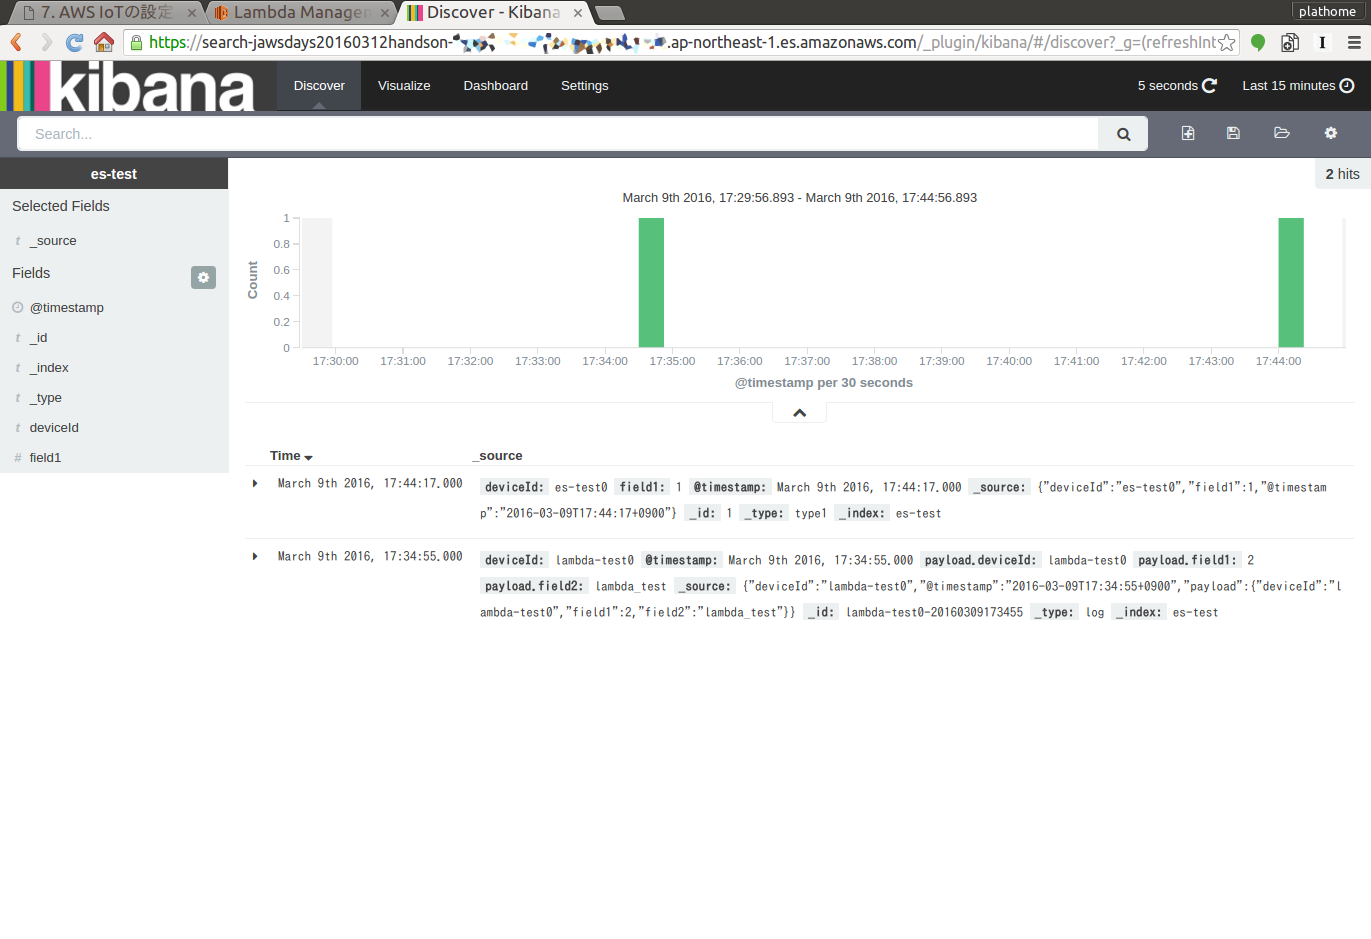 7. AWS IoTの設定
Lambda Managem
Discover - Kibana
plathome
https://search-jawsdays20160312handson-
.ap-northeast-1.es.amazonaws.com/_plugin/kibana/#/discover?_g=(refreshInt
kibana
Discover
Visualize
Dashboard
Settings
5 seconds
Last 15 minutes
Search...
es-test
2 hits
Selected Fields
t _source
Fields
@timestamp
t _id
t _index
t _type
t deviceId
# field1
March 9th 2016, 17:29:56.893 - March 9th 2016, 17:44:56.893
Count
1
0.8
0.6
0.4
0.2
0
17:30:00 17:31:00 17:32:00 17:33:00 17:34:00 17:35:00 17:36:00 17:37:00 17:38:00 17:39:00 17:40:00 17:41:00 17:42:00 17:43:00 17:44:00
@timestamp per 30 seconds
Time _source
March 9th 2016, 17:44:17.000
deviceId: es-test0 field1: 1 @timestamp: March 9th 2016, 17:44:17.000 _source: {"deviceId":"es-test0","field1":1,"@timestam
p":"2016-03-09T17:44:17+0900"} _id: 1 _type: type1 _index: es-test
March 9th 2016, 17:34:55.000
deviceId: lambda-test0 @timestamp: March 9th 2016, 17:34:55.000 payload.deviceId: lambda-test0 payload.field1: 2
payload.field2: lambda_test _source: {"deviceId":"lambda-test0","@timestamp":"2016-03-09T17:34:55+0900","payload":{"deviceId":"l
ambda-test0","field1":2,"field2":"lambda_test"}} _id: lambda-test0-20160309173455 _type: log _index: es-test